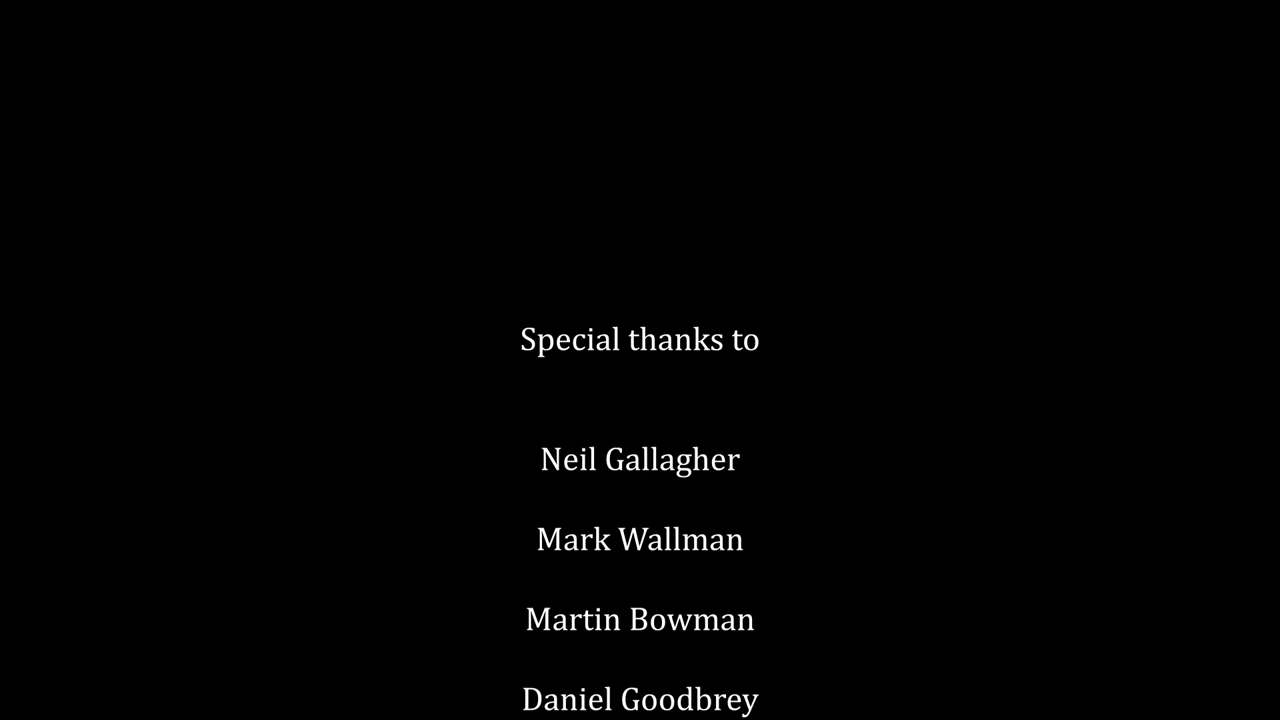 Special thanks to
Neil Gallagher
Mark Wallman
Martin Bowman
Daniel Goodbrey